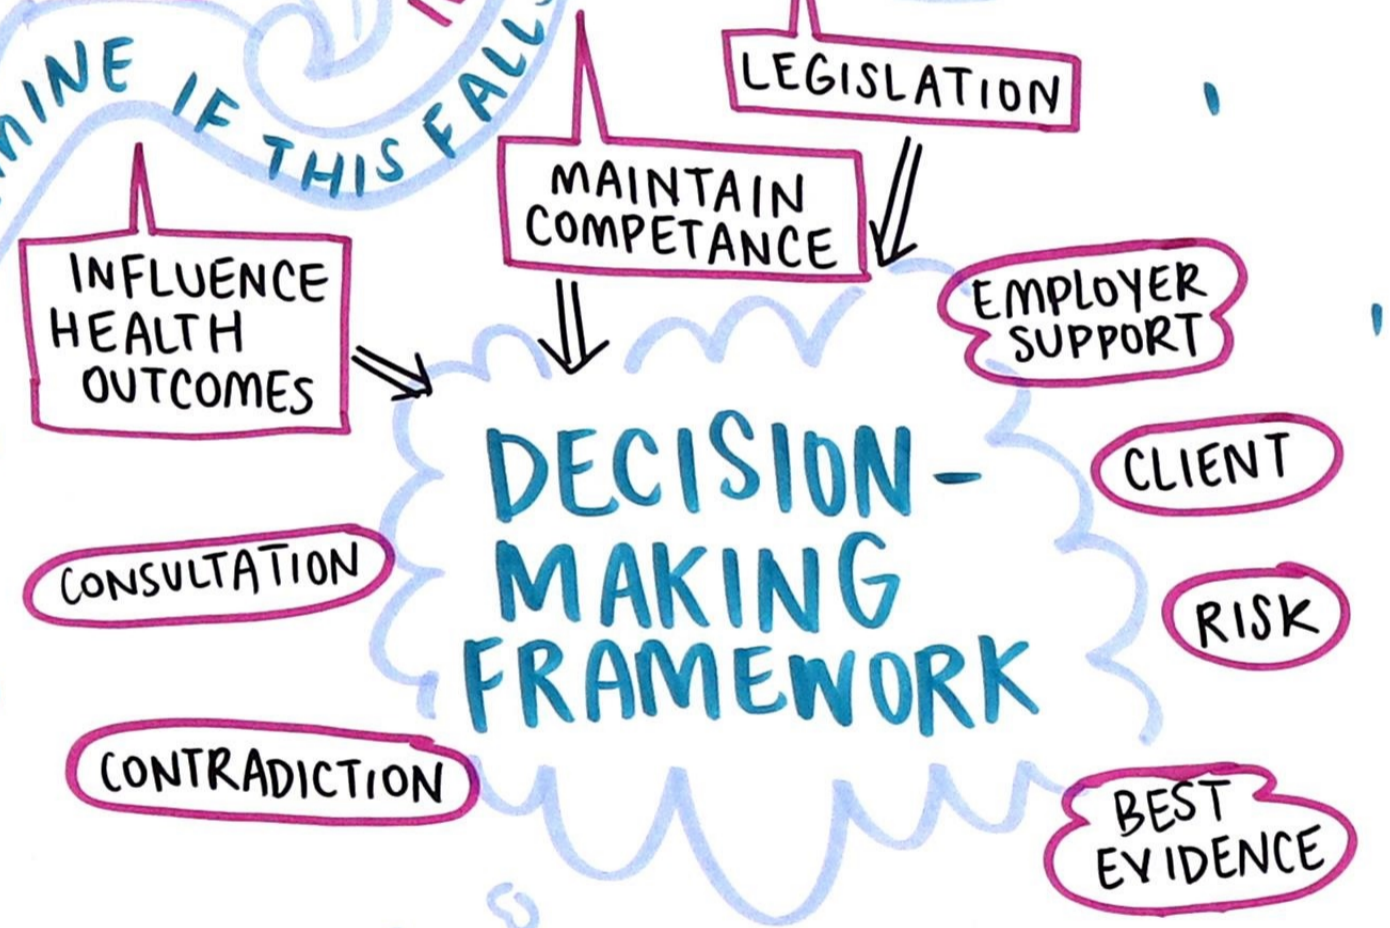 IF THIS FALLS
LEGISLATION
MAINTAIN
COMPETANCE
INFLUENCE
HEALTH
OUTCOMES
EMPLOYER
SUPPORT
DECISION-
MAKING
FRAMEWORK
CLIENT
CONSULTATION
RISK
CONTRADICTION
BEST
EVIDENCE